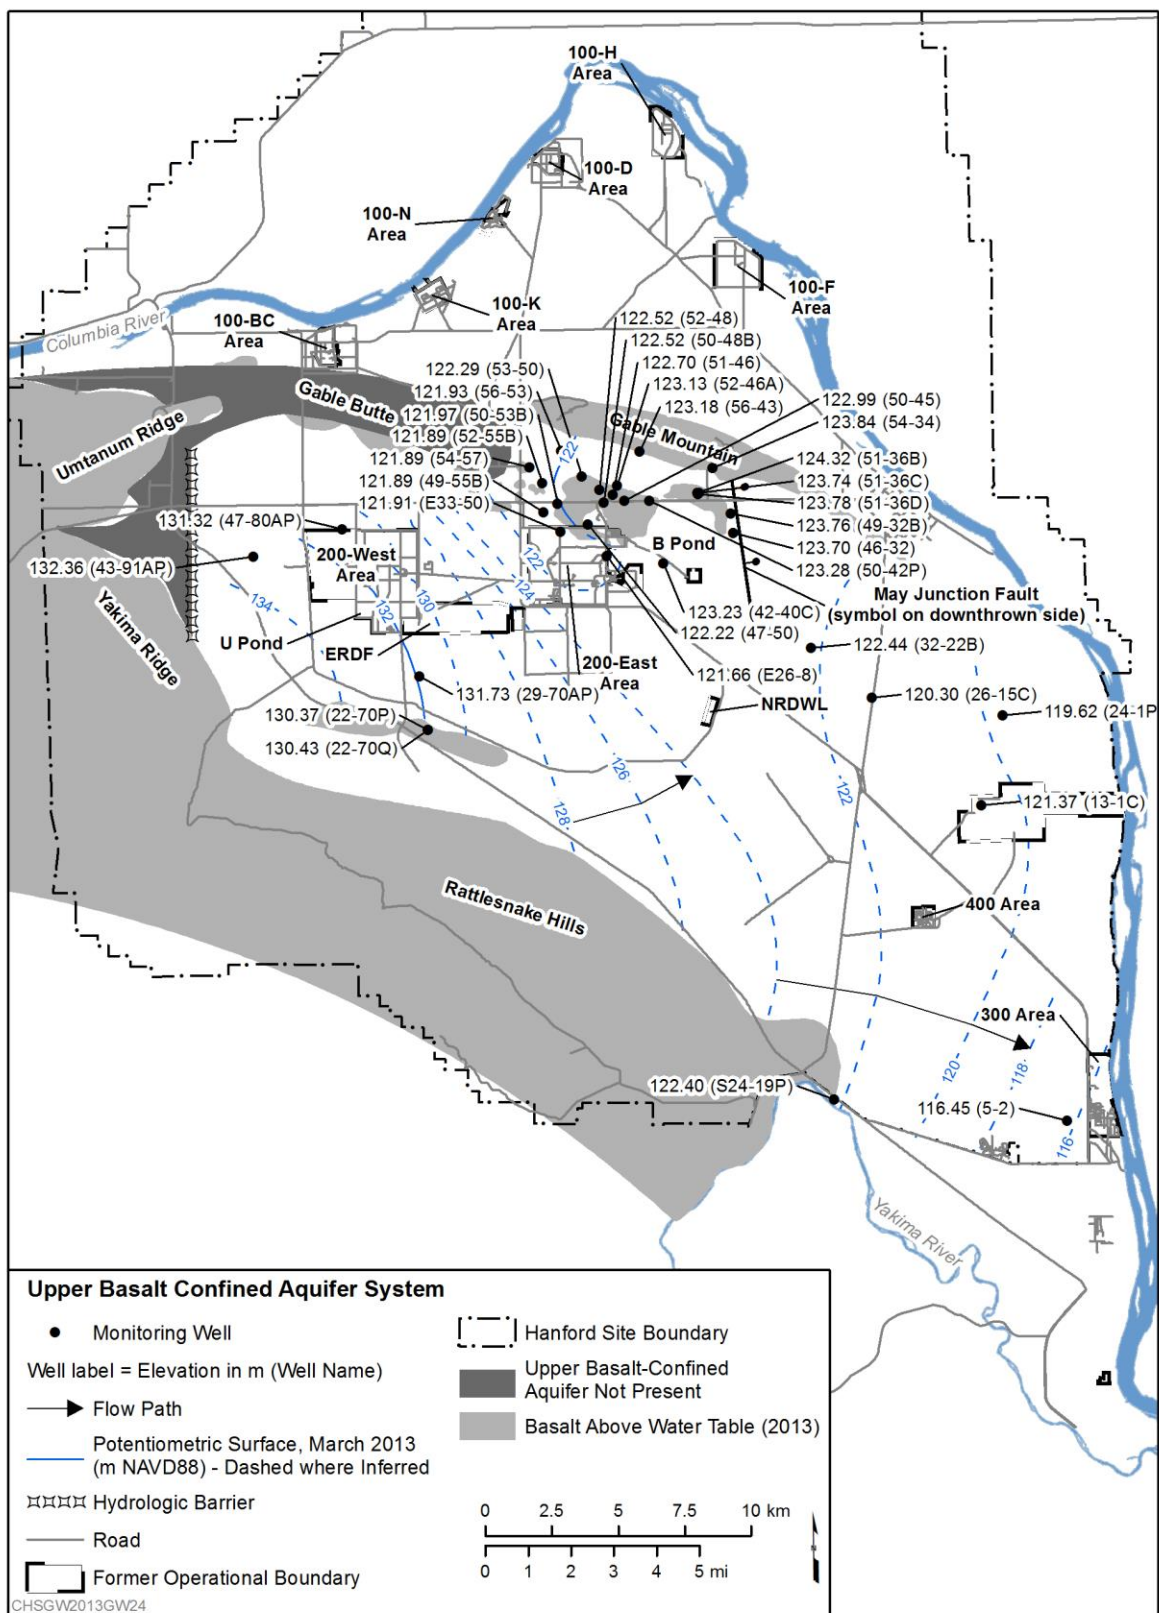 100-H
Area
100-D
Area
100-N
Area
100-F
Area
100-K
Area
Columbia River
100-BC
Area
122.52 (52-48)
122.52 (50-48B)
122.70 (51-46)
123.13 (52-46A)
123.18 (56-43)
122.29 (53-50)
121.93 (56-53)
121.97 (50-53B)
121.89 (52-55B)
121.89 (54-57)
121.89 (49-55B)
121.91 (E33-50)
Gable Butte
Gable Mountain
122.99 (50-45)
123.84 (54-34)
124.32 (51-36B)
123.74 (51-36C)
123.78 (51-36D)
123.76 (49-32B)
123.70 (46-32)
123.28 (50-42P)
Umtanum Ridge
122
131.32 (47-80AP)
132.36 (43-91AP)
200-West
Area
B Pond
May Junction Fault
(symbol on downthrown side)
123.23 (42-40C)
122.22 (47-50)
121.66 (E26-8)
122.44 (32-22B)
Yakima Ridge
134
132
130
122
124
U Pond
ERDF
200-East
Area
131.73 (29-70AP)
NRDWL
120.30 (26-15C)
119.62 (24-1P
130.37 (22-70P)
130.43 (22-70Q)
126
128
122
121.37 (13-1C)
Rattlesnake
Hills
400 Area
300 Area
122.40 (S24-19P)
120
118
116.45 (5-2)
116
Yakima River
Upper Basalt Confined Aquifer System
Monitoring Well
Well label = Elevation in m (Well Name)
Flow Path
Potentiometric Surface, March 2013
(m NAVD88) - Dashed where Inferred
Hydrologic Barrier
Road
Former Operational Boundary
Hanford Site Boundary
Upper Basalt-Confined
Aquifer Not Present
Basalt Above Water Table (2013)
0 2.5 5 7.5 10 km
0 1 2 3 4 5 mi
CHSGW2013GW24